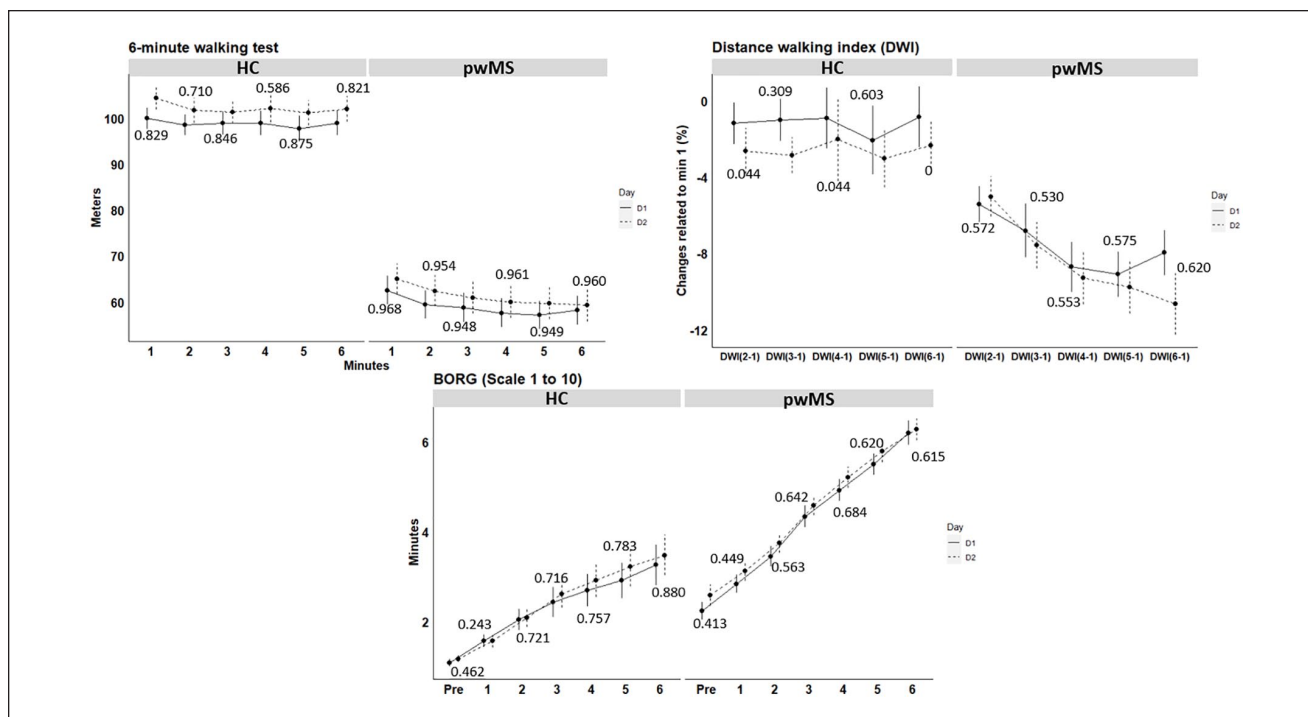 6-minute walking test
HC
pwMS
Meters
100
90
80
70
60
0.710
0.586
0.821
0.829
0.846
0.875
0.954
0.961
0.960
0.968
0.948
0.949
1 2 3 4 5 6
1 2 3 4 5 6
Minutes
Day
D1
D2
Distance walking index (DWI)
HC
pwMS
Changes related to min 1 (%)
0
-4
-8
-12
0.309
0.603
0.044
0.044
0
0.530
0.575
0.572
0.553
0.620
DWI(2-1) DWI(3-1) DWI(4-1) DWI(5-1) DWI(6-1)
DWI(2-1) DWI(3-1) DWI(4-1) DWI(5-1) DWI(6-1)
Day
D1
D2
BORG (Scale 1 to 10)
HC
pwMS
Minutes
6
4
2
0.243
0.716
0.783
0.462
0.721
0.757
0.880
0.449
0.642
0.620
0.413
0.563
0.684
0.615
Pre 1 2 3 4 5 6
Pre 1 2 3 4 5 6
Day
D1
D2